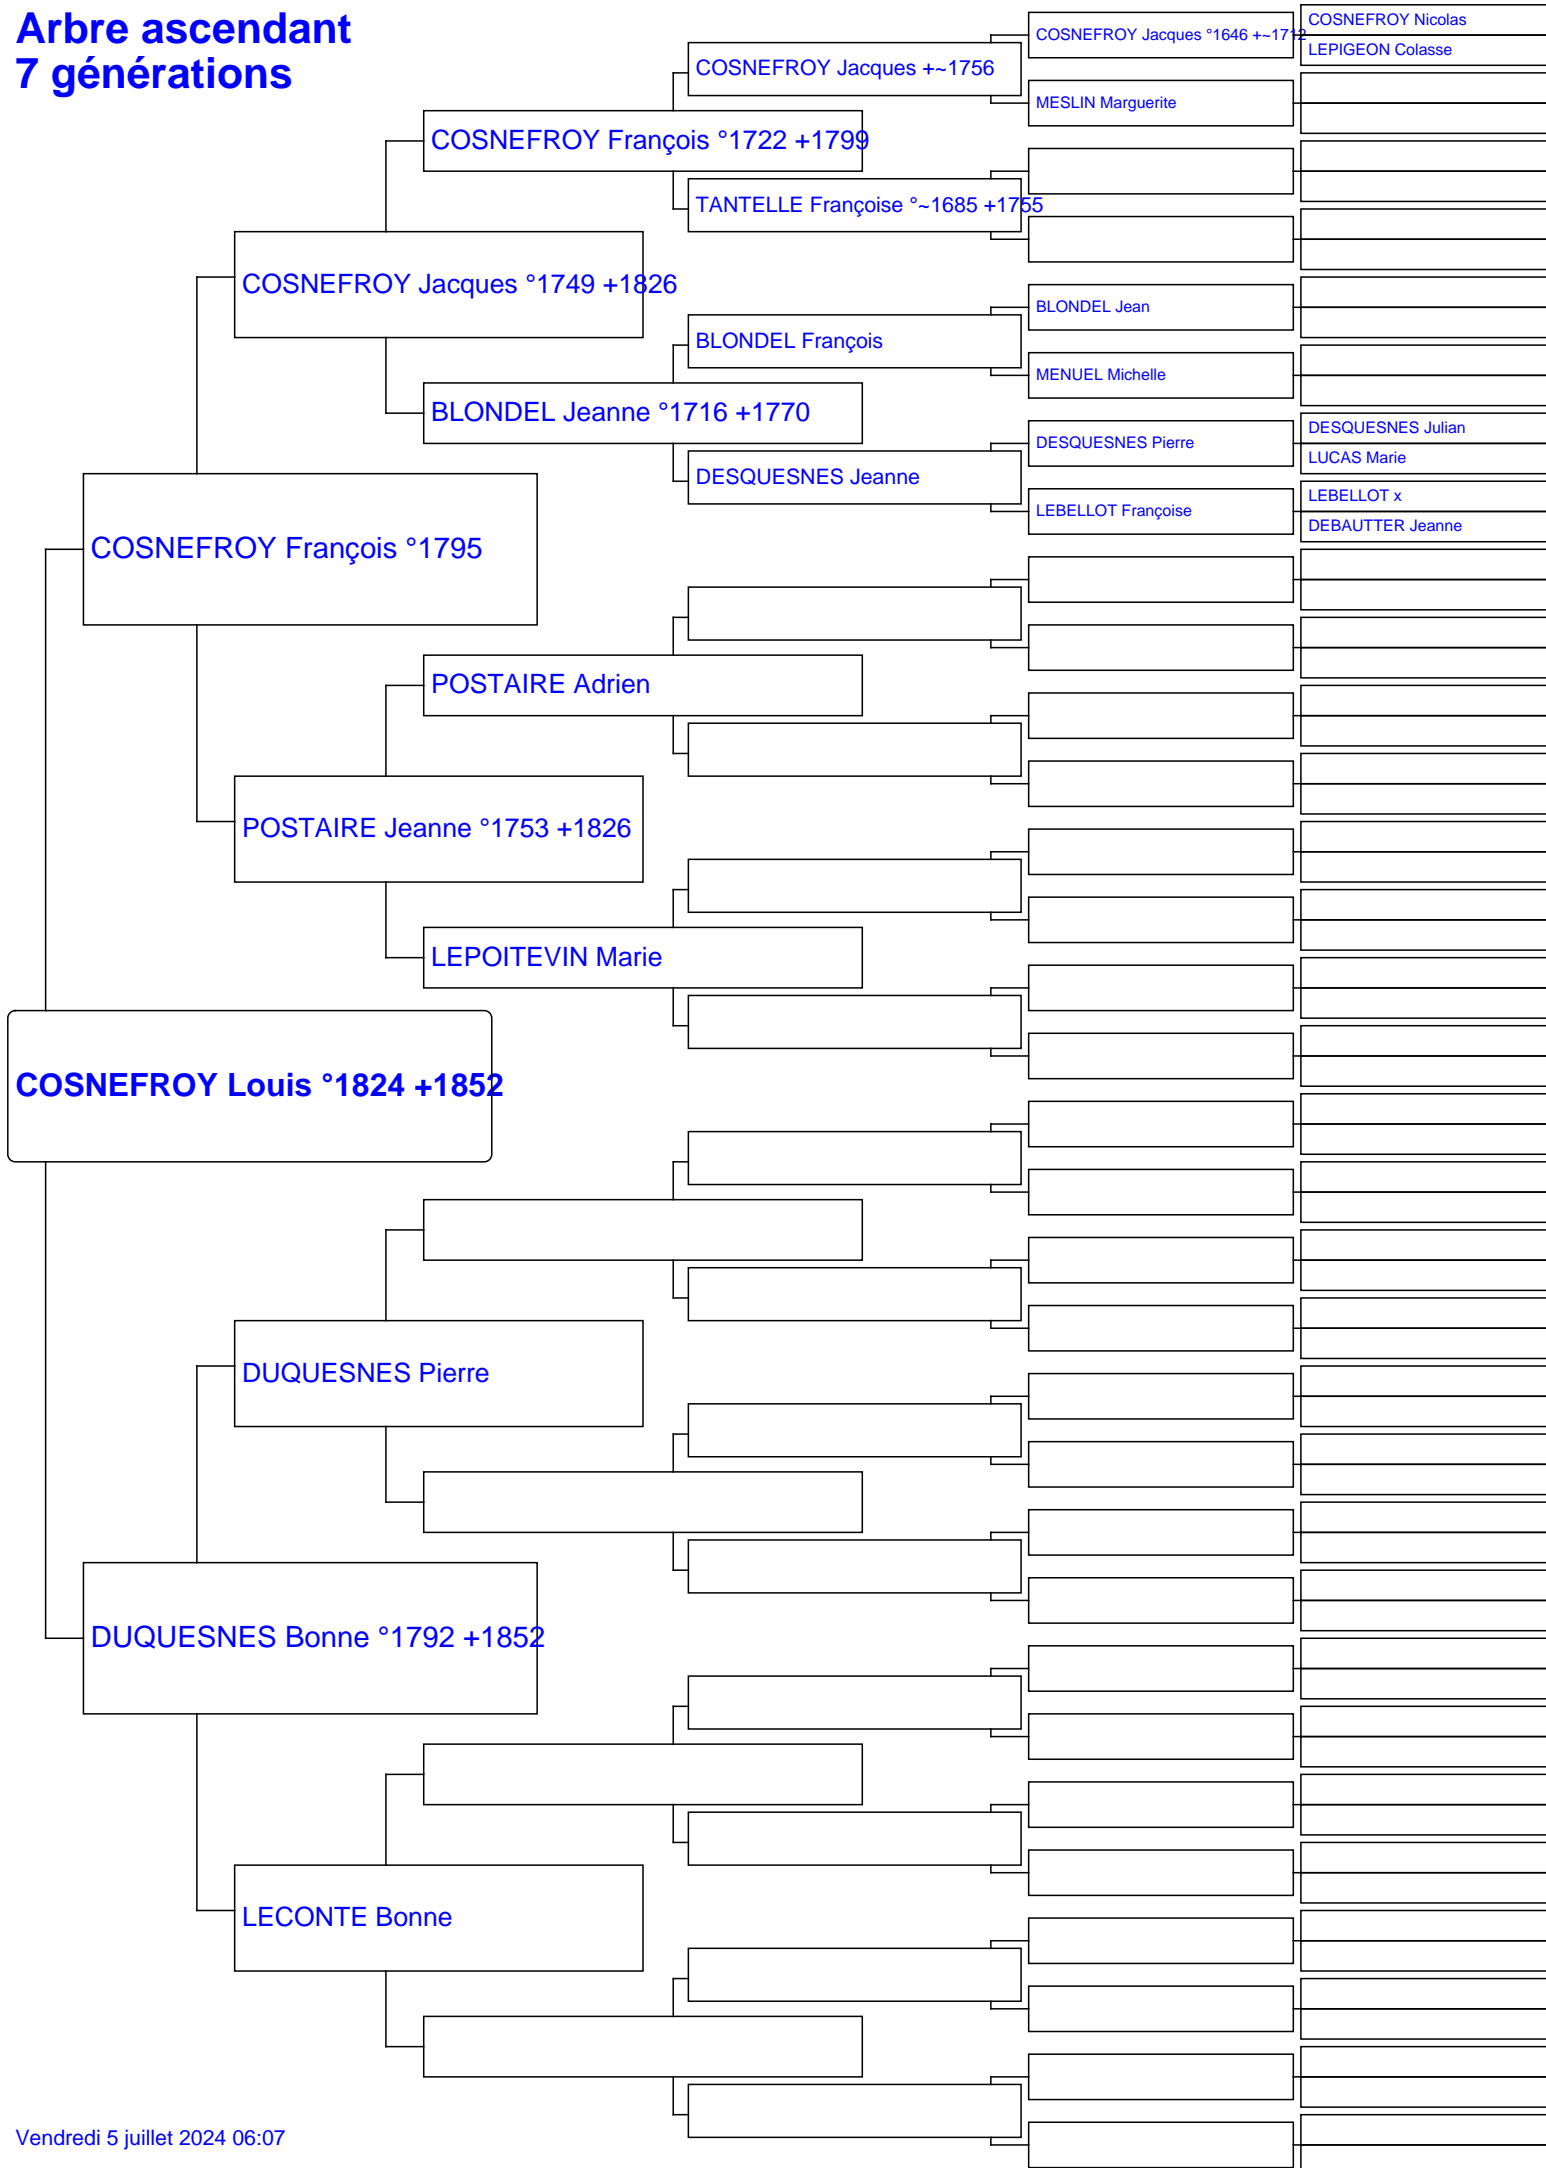 Arbre ascendant
7 générations
COSNEFROY Nicolas
COSNEFROY Jacques °1646 +~1712
LEPIGEON Colasse
COSNEFROY Jacques +~1756
MESLIN Marguerite
COSNEFROY François °1722 +1799
TANTELLE Françoise °~1685 +1755
COSNEFROY Jacques °1749 +1826
BLONDEL Jean
BLONDEL François
MENUEL Michelle
BLONDEL Jeanne °1716 +1770
DESQUESNES Julian
DESQUESNES Pierre
LUCAS Marie
DESQUESNES Jeanne
LEBELLOT x
LEBELLOT Françoise
DEBAUTTER Jeanne
COSNEFROY François °1795
POSTAIRE Adrien
POSTAIRE Jeanne °1753 +1826
LEPOITEVIN Marie
COSNEFROY Louis °1824 +1852
DUQUESNES Pierre
DUQUESNES Bonne °1792 +1852
LECONTE Bonne
Vendredi 5 juillet 2024 06:07